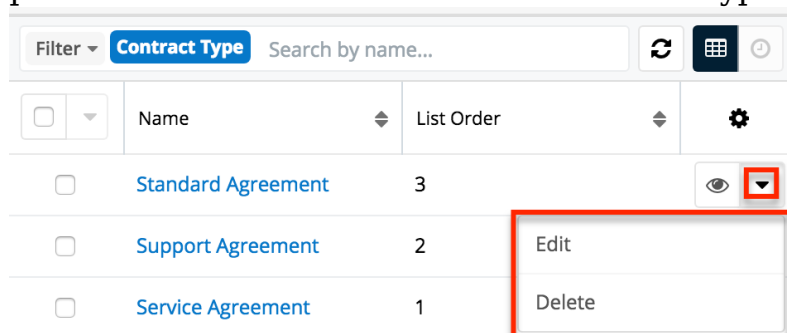 Filter Contract Type Search by name...
Name List Order
Standard Agreement 3
Support Agreement 2 Edit
Service Agreement 1 Delete